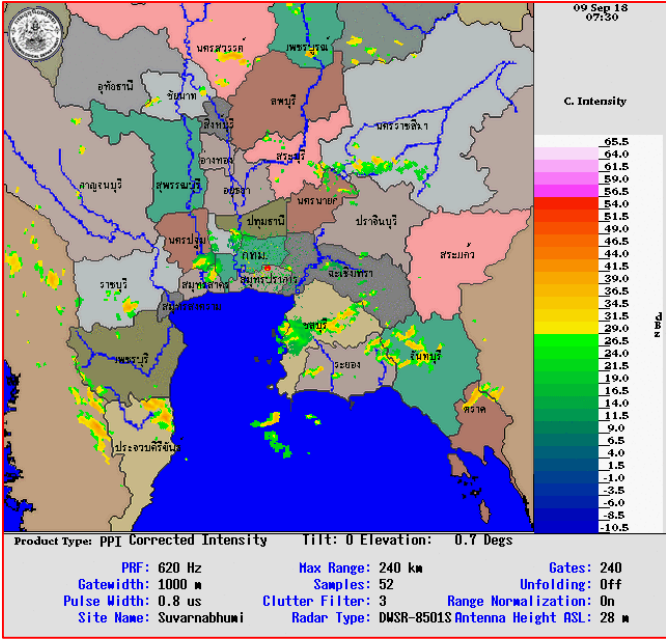 09 Sep 18
07:30
C. Intensity
นครสวรรค์
เพชรบูรณ์
อุทัยธานี
ชัยนาท
ลพบุรี
สิงห์บุรี
นครราชสีมา
อ่างทอง
สระบุรี
กาญจนบุรี
สุพรรณบุรี
อยุธยา
นครนายก
ปทุมธานี
ปราจีนบุรี
นครปฐม
กทม.
สระแก้ว
ฉะเชิงเทรา
ราชบุรี
สมุทรสาคร
สมุทรปราการ
สมุทรสงคราม
ชลบุรี
เพชรบุรี
ระยอง
จันทบุรี
ตราด
ประจวบคีรีขันธ์
65.5
64.0
61.5
59.0
56.5
54.0
51.5
49.0
46.5
44.0
41.5
39.0
36.5
34.5
31.5
29.0
26.5
24.0
21.5
19.0
16.5
14.0
11.5
9.0
6.5
4.0
1.5
-1.0
-3.5
-6.0
-8.5
-10.5
Product Type: PPI Corrected Intensity Tilt: 0 Elevation: 0.7 Degs
PRF: 620 Hz Max Range: 240 km Gates: 240
Gatewidth: 1000 m Samples: 52 Unfolding: Off
Pulse Width: 0.8 us Clutter Filter: 3 Range Normalization: On
Site Name: Suvarnabhumi Radar Type: DWSR-8501S Antenna Height ASL: 28 m